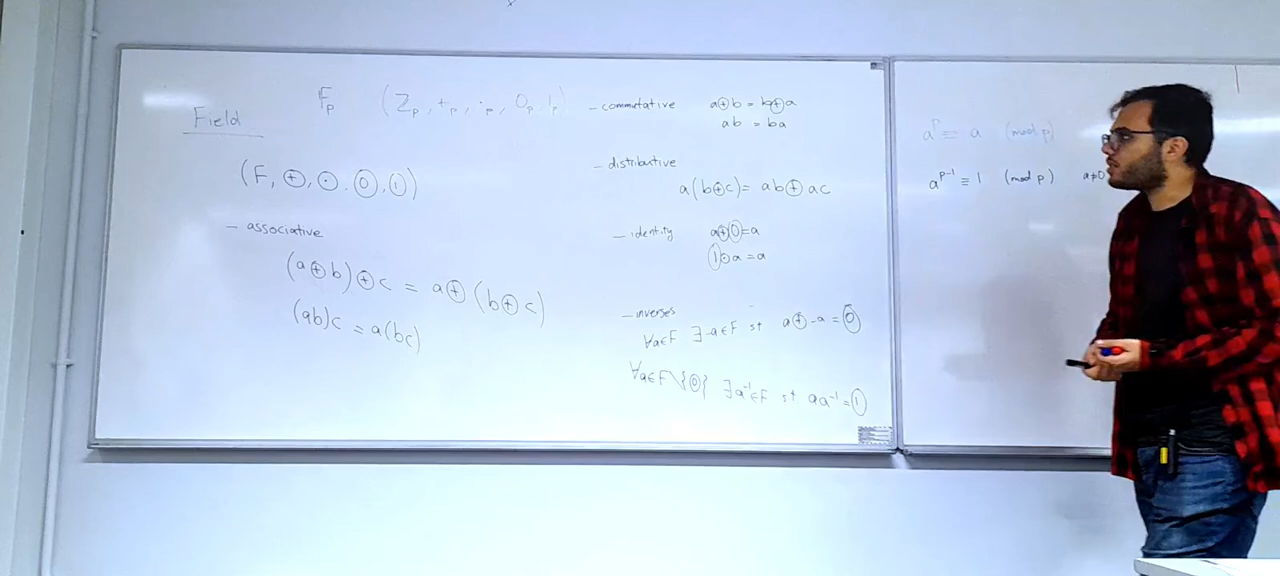 Field
F_p (Z_p, +_p, ·_p, 0_p, 1_p)
(F, ⊕, ⊙, ⓪, ①)
- associative
(a⊕b)⊕c = a⊕(b⊕c)
(ab)c = a(bc)
- commutative a⊕b = b⊕a
ab = ba
- distributive
a(b⊕c) = ab⊕ac
- identity a⊕⓪=a
①⊙a = a
- inverses
∀a∈F ∃-a∈F st a⊕-a = ⓪
∀a∈F\{⓪} ∃a⁻¹∈F st aa⁻¹=①
a^p ≡ a (mod p)
a^(p-1) ≡ 1 (mod p) a≠0